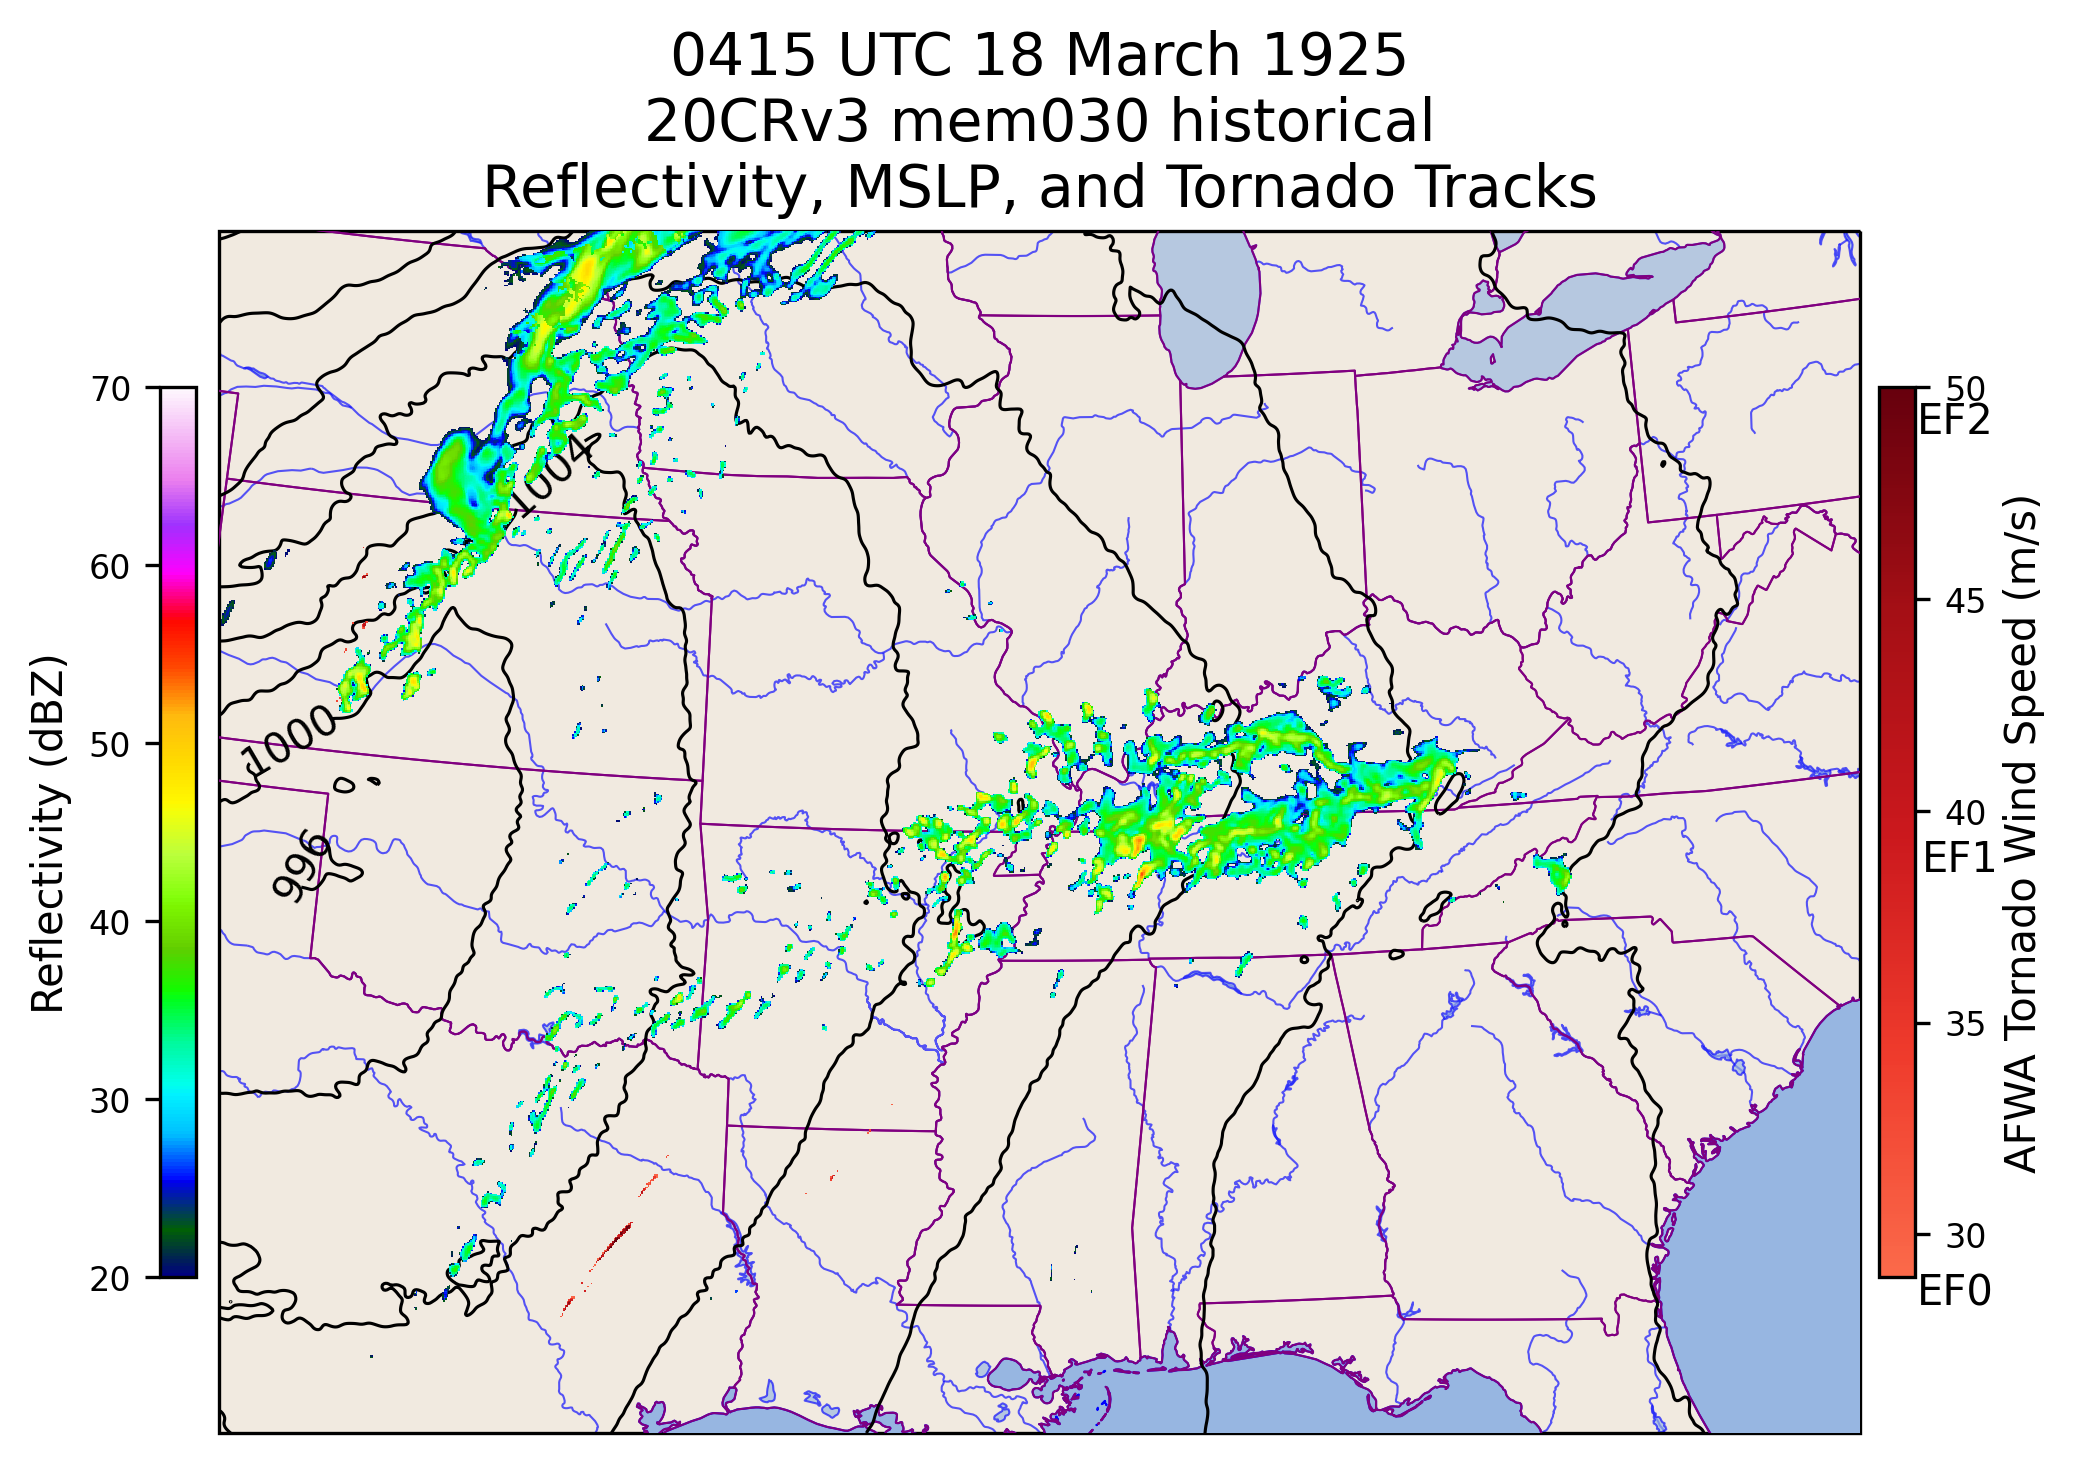 0415 UTC 18 March 1925
20CRv3 mem030 historical
Reflectivity, MSLP, and Tornado Tracks
70
60
50
40
30
20
Reflectivity (dBZ)
1004
1000
996
50
EF2
45
40
EF1
35
30
EF0
AFWA Tornado Wind Speed (m/s)